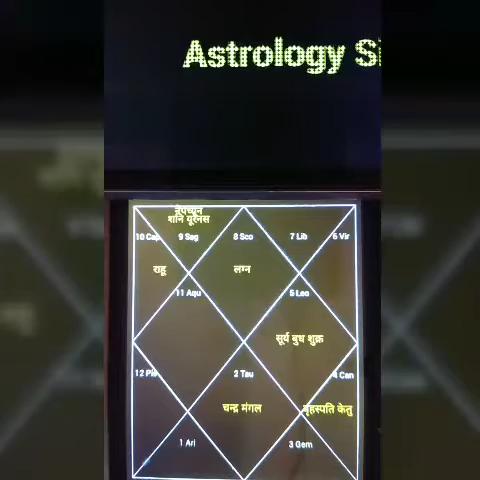 Astrology Si
नेपच्यून
शनि यूरेनस
10 Cap 9 Sag 8 Sco 7 Lib 6 Vir
राहू लग्न
11 Aqu 5 Leo
सूर्य बुध शुक्र
12 Pis 2 Tau 4 Can
चन्द्र मंगल बृहस्पति केतु
1 Ari 3 Gem